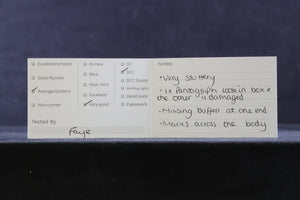 Excellent/smooth
Good Runner
Average/stuttery
Non-runner
Tested By
Faye
As new
Mint
Near mint
Excellent
Very good
DC
DCC
DCC Sound
Working Lights
Detail pack
Paperwork
Notes
• Very stuttery
• 1x Pantograph loose in box &
the other is damaged
• Missing buffer at one end
• Marks across the body